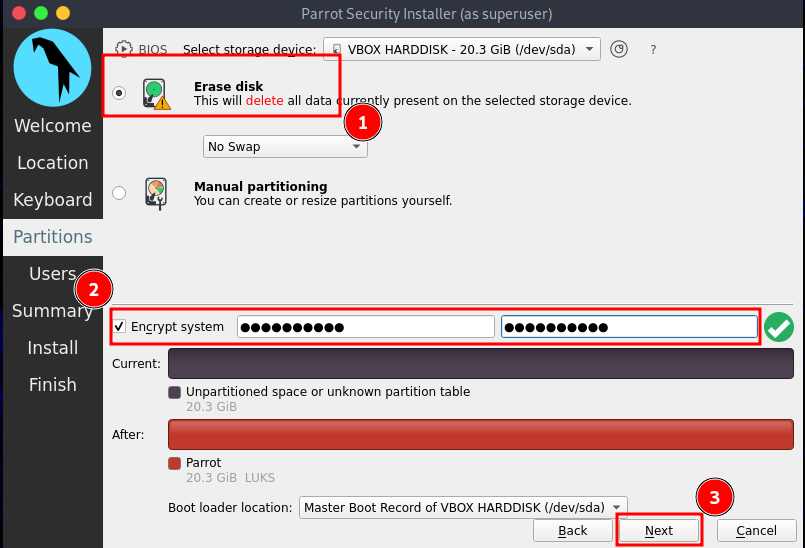 Parrot Security Installer (as superuser)
BIOS Select storage device: VBOX HARDDISK - 20.3 GiB (/dev/sda) ?
Welcome
Location
Keyboard
Partitions
Users
Summary
Install
Finish
Erase disk
This will delete all data currently present on the selected storage device.
1
No Swap
Manual partitioning
You can create or resize partitions yourself.
2
Encrypt system ●●●●●●●●●● ●●●●●●●●●●
Current:
Unpartitioned space or unknown partition table
20.3 GiB
After:
Parrot
20.3 GiB LUKS
Boot loader location: Master Boot Record of VBOX HARDDISK (/dev/sda)
3
Back Next Cancel